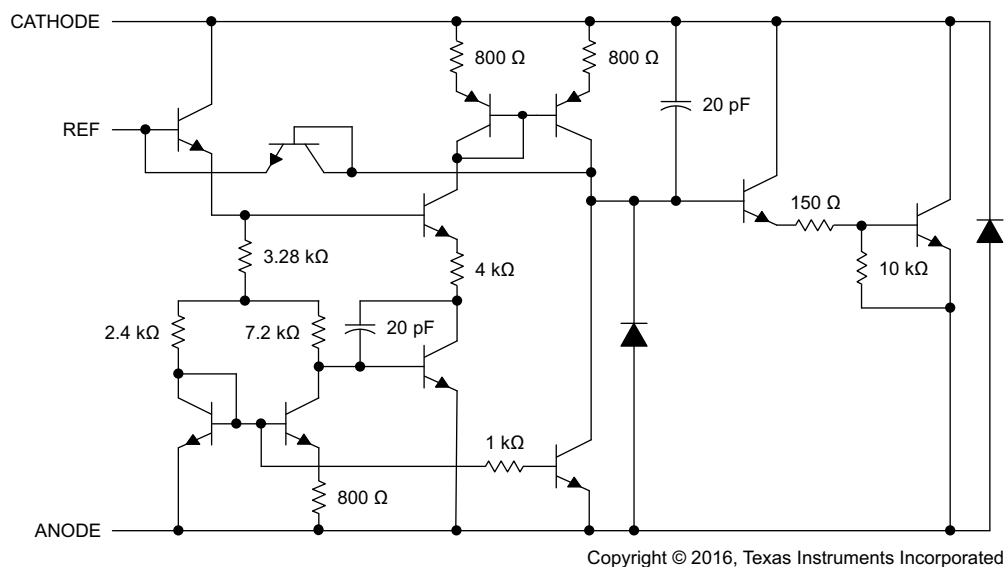 CATHODE
800 Ω
800 Ω
20 pF
REF
150 Ω
3.28 kΩ
4 kΩ
10 kΩ
2.4 kΩ
7.2 kΩ
20 pF
1 kΩ
800 Ω
ANODE
Copyright © 2016, Texas Instruments Incorporated